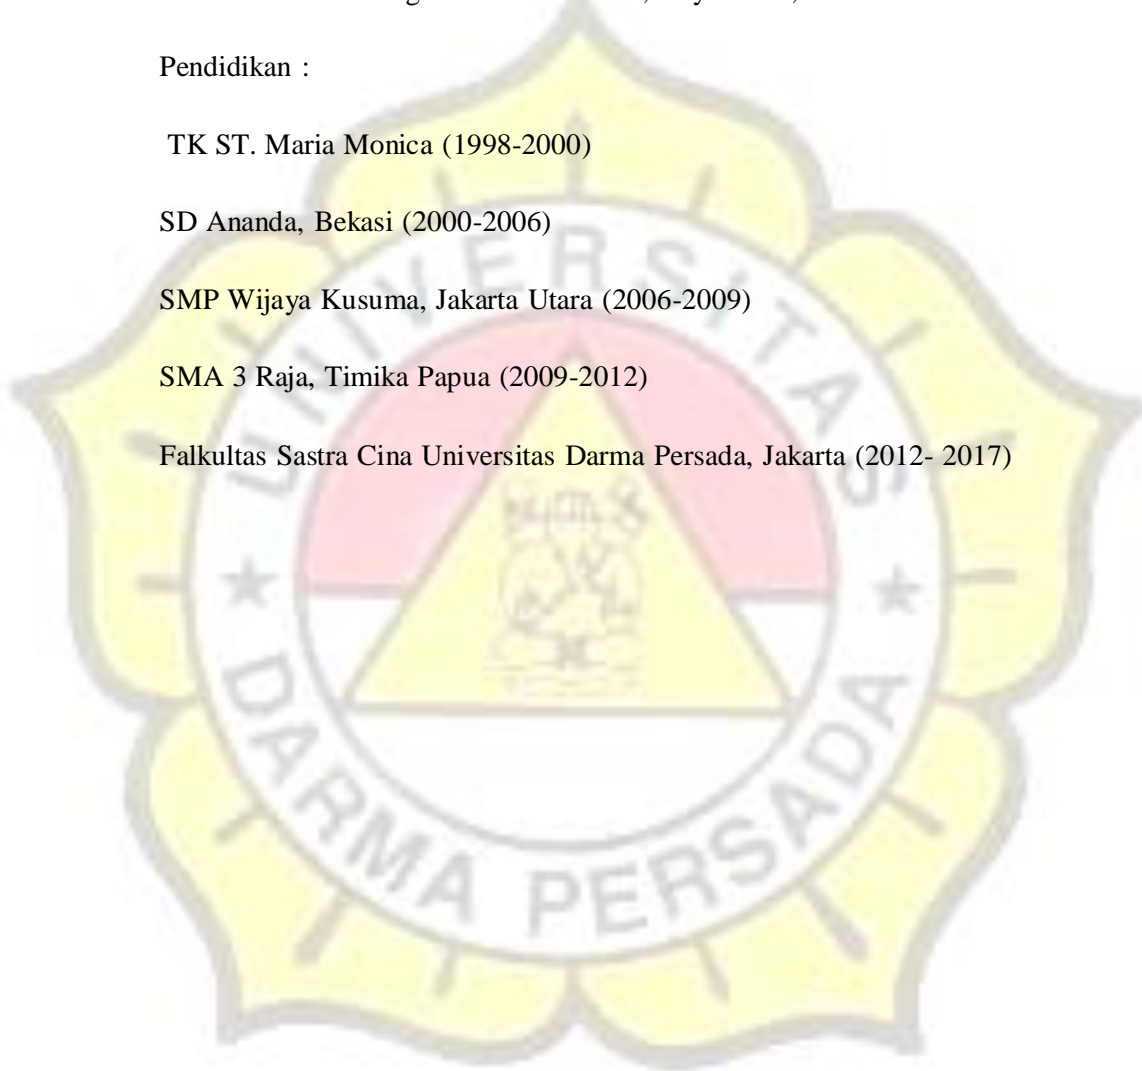 Pendidikan :
TK ST. Maria Monica (1998-2000)
SD Ananda, Bekasi (2000-2006)
SMP Wijaya Kusuma, Jakarta Utara (2006-2009)
SMA 3 Raja, Timika Papua (2009-2012)
Falkultas Sastra Cina Universitas Darma Persada, Jakarta (2012- 2017)
UNIVERSITAS
DARMA PERSADA